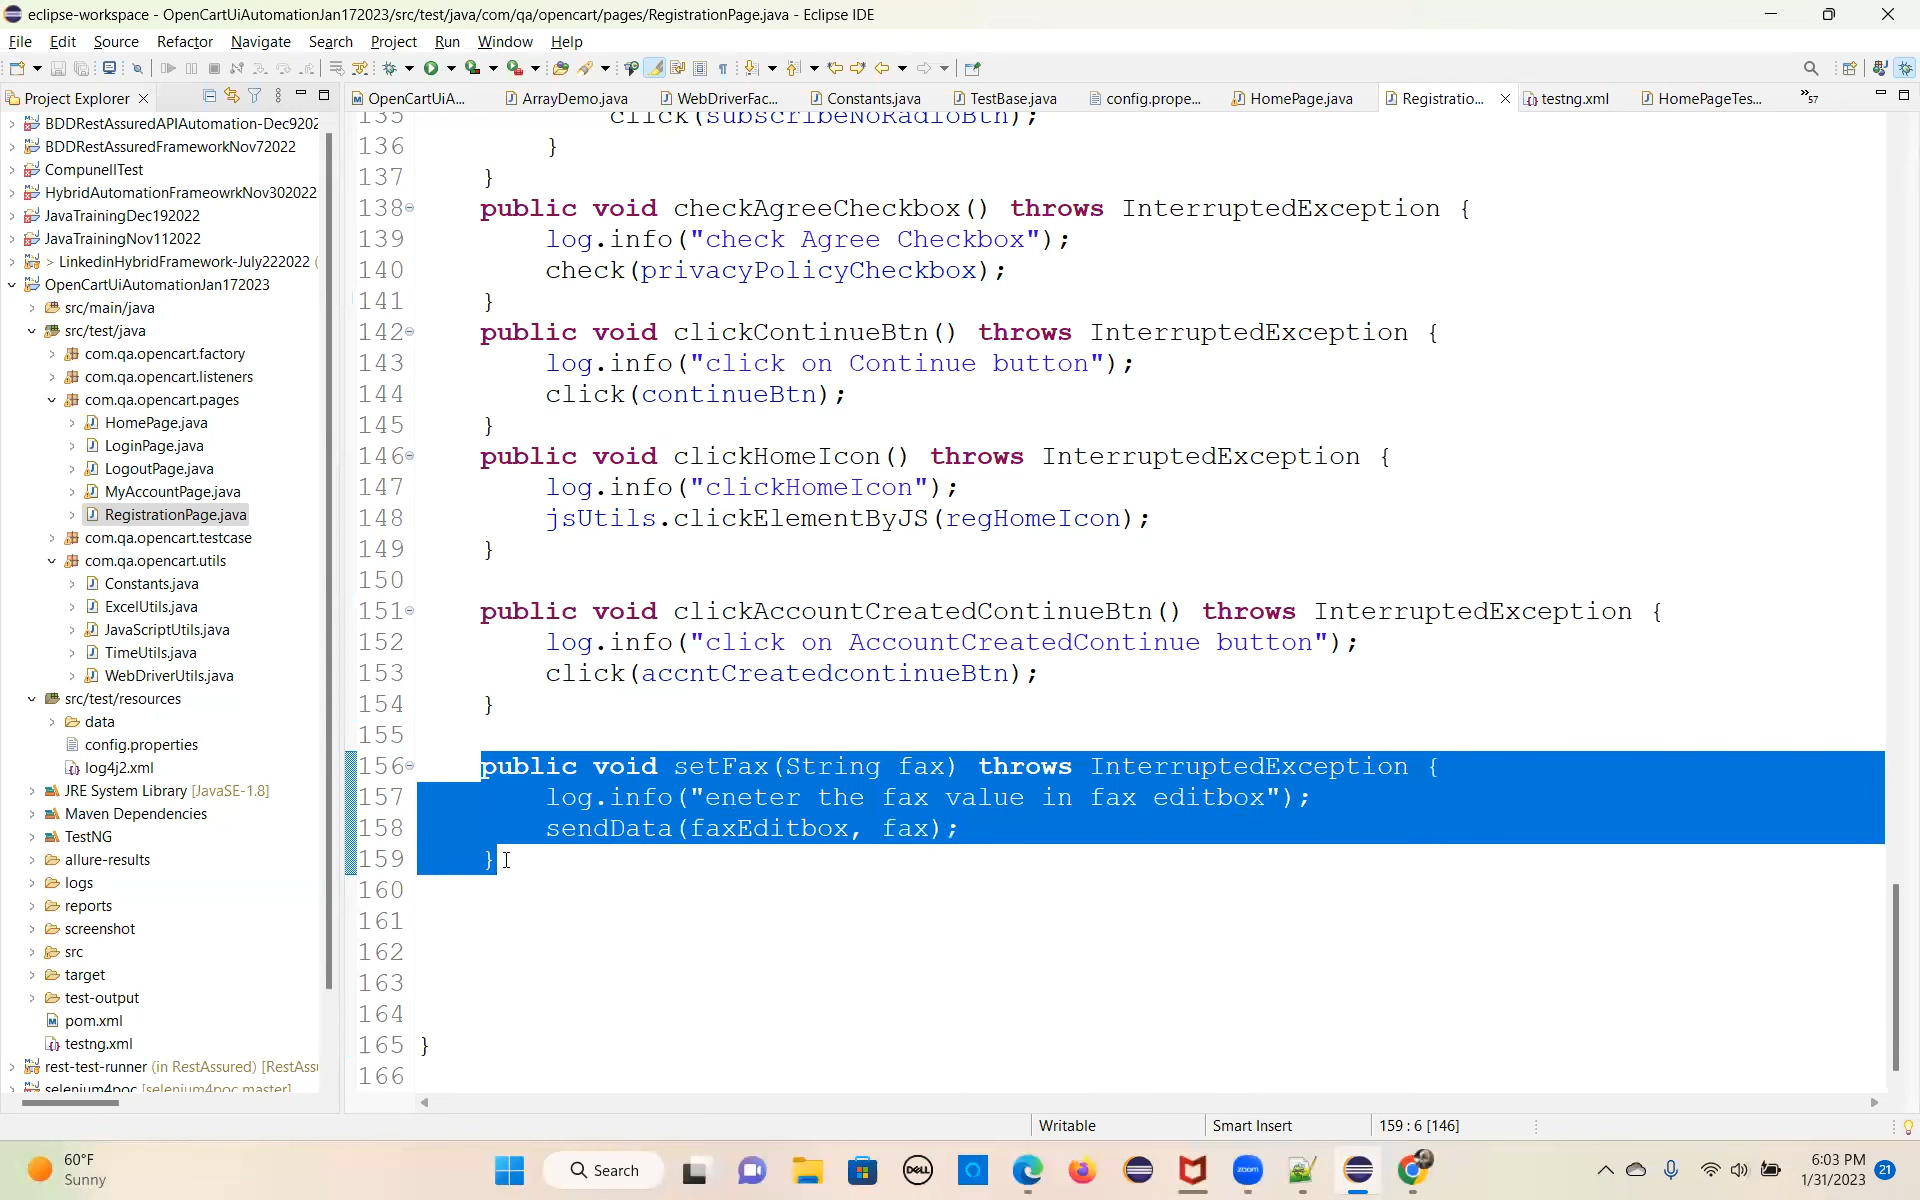 eclipse-workspace - OpenCartUiAutomationJan172023/src/test/java/com/qa/opencart/pages/RegistrationPage.java - Eclipse IDE
File Edit Source Refactor Navigate Search Project Run Window Help
Project Explorer
OpenCartUiA... ArrayDemo.java WebDriverFac... Constants.java TestBase.java config.prope... HomePage.java Registratio... testng.xml HomePageTes... »57
BDDRestAssuredAPIAutomation-Dec9202
BDDRestAssuredFrameworkNov72022
CompunellTest
HybridAutomationFrameowrkNov302022
JavaTrainingDec192022
JavaTrainingNov112022
> LinkedinHybridFramework-July222022 (
OpenCartUiAutomationJan172023
src/main/java
src/test/java
com.qa.opencart.factory
com.qa.opencart.listeners
com.qa.opencart.pages
HomePage.java
LoginPage.java
LogoutPage.java
MyAccountPage.java
RegistrationPage.java
com.qa.opencart.testcase
com.qa.opencart.utils
Constants.java
ExcelUtils.java
JavaScriptUtils.java
TimeUtils.java
WebDriverUtils.java
src/test/resources
data
config.properties
log4j2.xml
JRE System Library [JavaSE-1.8]
Maven Dependencies
TestNG
allure-results
logs
reports
screenshot
src
target
test-output
pom.xml
testng.xml
rest-test-runner (in RestAssured) [RestAssu
selenium4poc [selenium4poc master]
135 click(subscribeNoRadioBtn);
136 }
137 }
138 public void checkAgreeCheckbox() throws InterruptedException {
139 log.info("check Agree Checkbox");
140 check(privacyPolicyCheckbox);
141 }
142 public void clickContinueBtn() throws InterruptedException {
143 log.info("click on Continue button");
144 click(continueBtn);
145 }
146 public void clickHomeIcon() throws InterruptedException {
147 log.info("clickHomeIcon");
148 jsUtils.clickElementByJS(regHomeIcon);
149 }
150
151 public void clickAccountCreatedContinueBtn() throws InterruptedException {
152 log.info("click on AccountCreatedContinue button");
153 click(accntCreatedcontinueBtn);
154 }
155
156 public void setFax(String fax) throws InterruptedException {
157 log.info("eneter the fax value in fax editbox");
158 sendData(faxEditbox, fax);
159 }
160
161
162
163
164
165 }
166
Writable Smart Insert 159 : 6 [146]
60°F
Sunny
Search
DELL
zoom
6:03 PM
1/31/2023
21